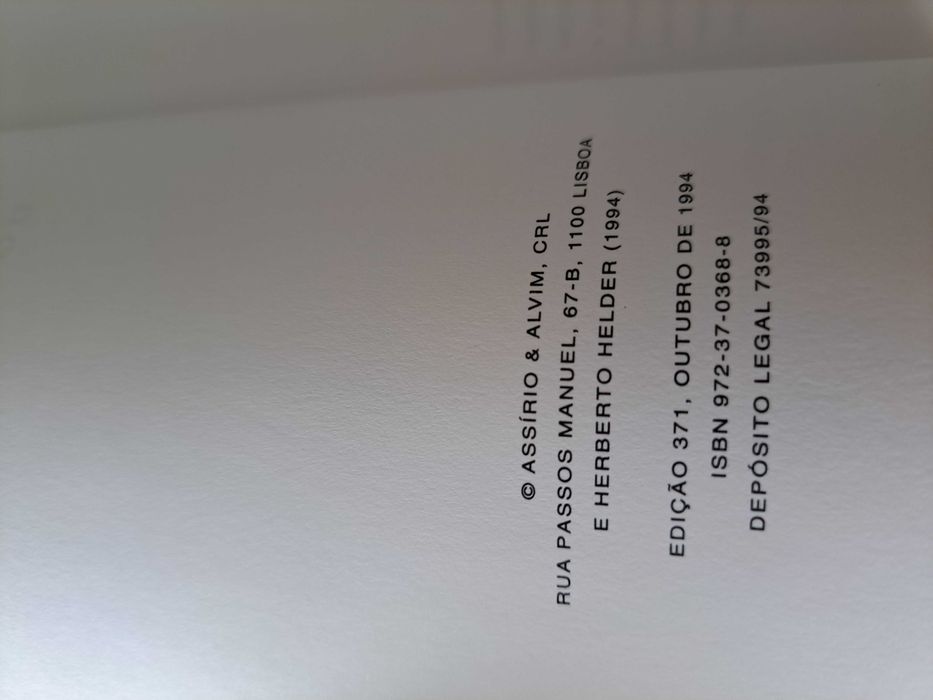 © ASSÍRIO & ALVIM, CRL
RUA PASSOS MANUEL, 67-B, 1100 LISBOA
E HERBERTO HELDER (1994)
EDIÇÃO 371, OUTUBRO DE 1994
ISBN 972-37-0368-8
DEPÓSITO LEGAL 73995/94